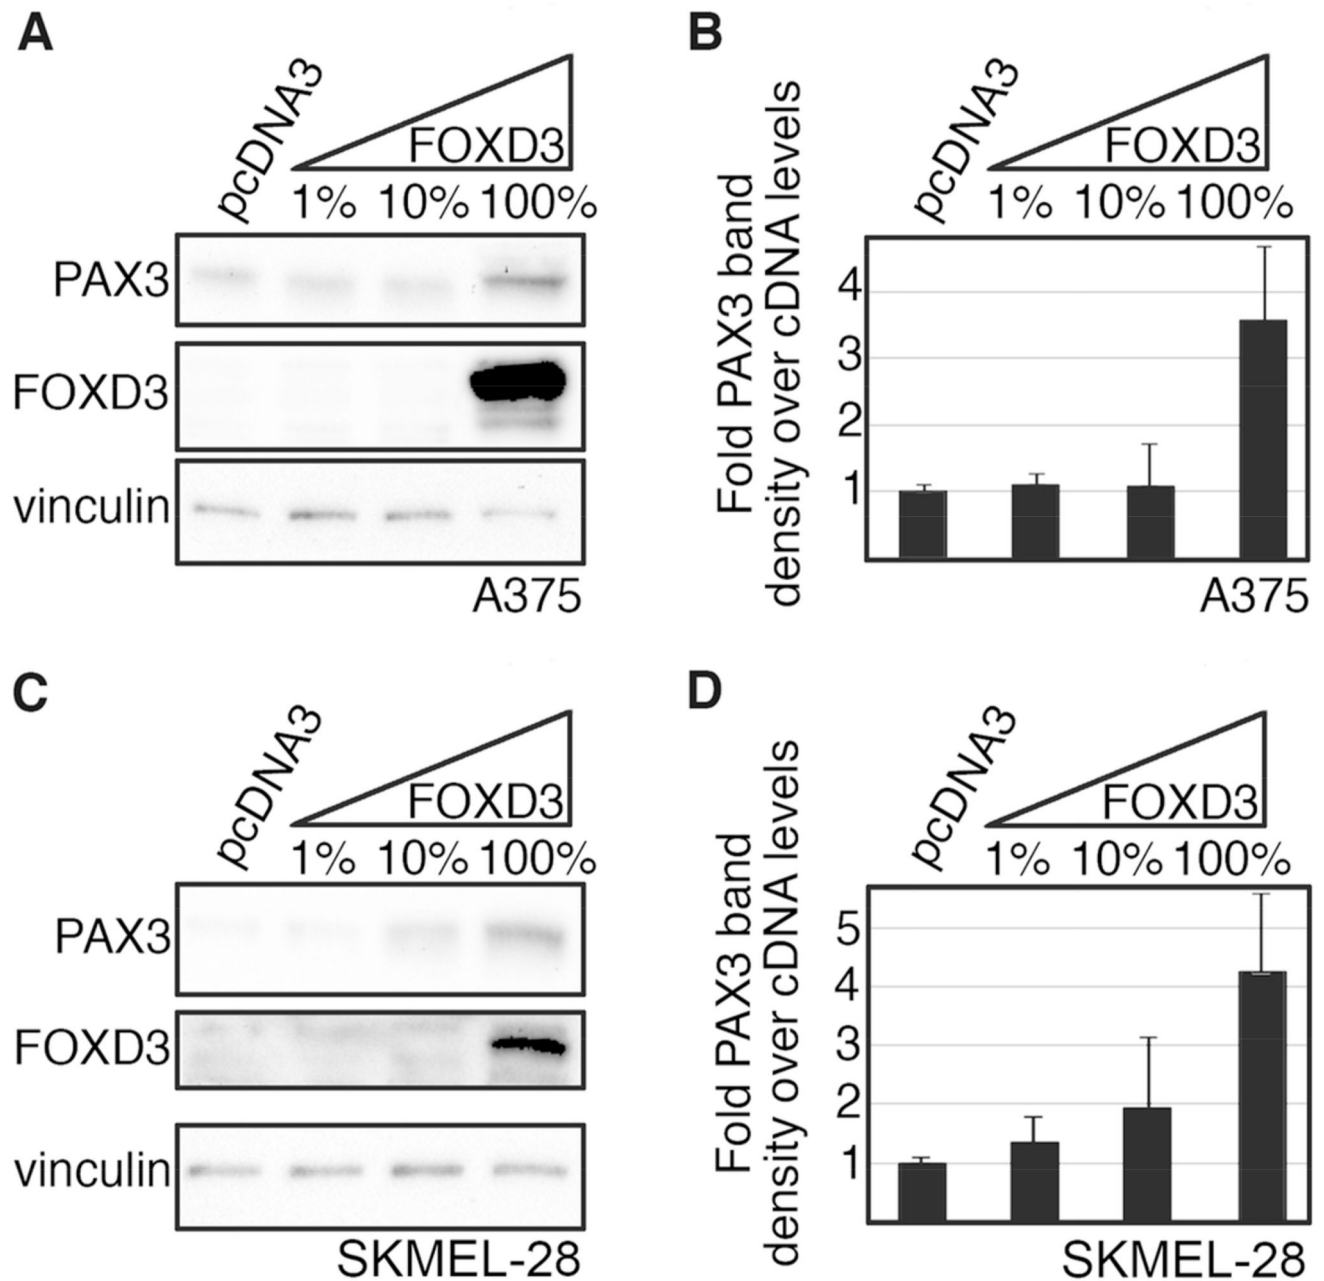 A
pcDNA3
FOXD3
1% 10% 100%
PAX3
FOXD3
vinculin
A375
B
pcDNA3
FOXD3
1% 10% 100%
Fold PAX3 band
density over cDNA levels
4
3
2
1
A375
C
pcDNA3
FOXD3
1% 10% 100%
PAX3
FOXD3
vinculin
SKMEL-28
D
pcDNA3
FOXD3
1% 10% 100%
Fold PAX3 band
density over cDNA levels
5
4
3
2
1
SKMEL-28